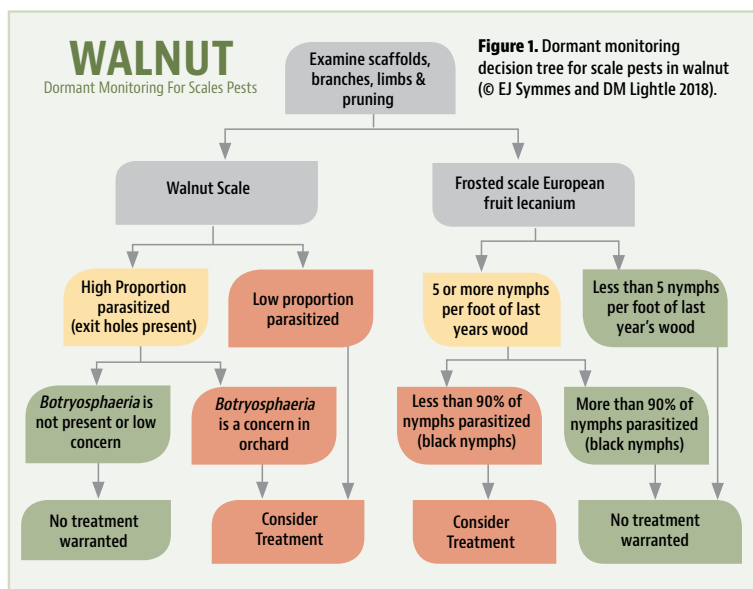 WALNUT
Dormant Monitoring For Scales Pests
Examine scaffolds,
branches, limbs &
pruning
Figure 1. Dormant monitoring
decision tree for scale pests in walnut
(© EJ Symmes and DM Lightle 2018).
Walnut Scale
Frosted scale European
fruit lecanium
High Proportion
parasitized
(exit holes present)
Low proportion
parasitized
5 or more nymphs
per foot of last
years wood
Less than 5 nymphs
per foot of last
year's wood
Botryosphaeria is
not present or low
concern
Botryosphaeria
is a concern in
orchard
Less than 90% of
nymphs parasitized
(black nymphs)
More than 90% of
nymphs parasitized
(black nymphs)
No treatment
warranted
Consider
Treatment
Consider
Treatment
No treatment
warranted